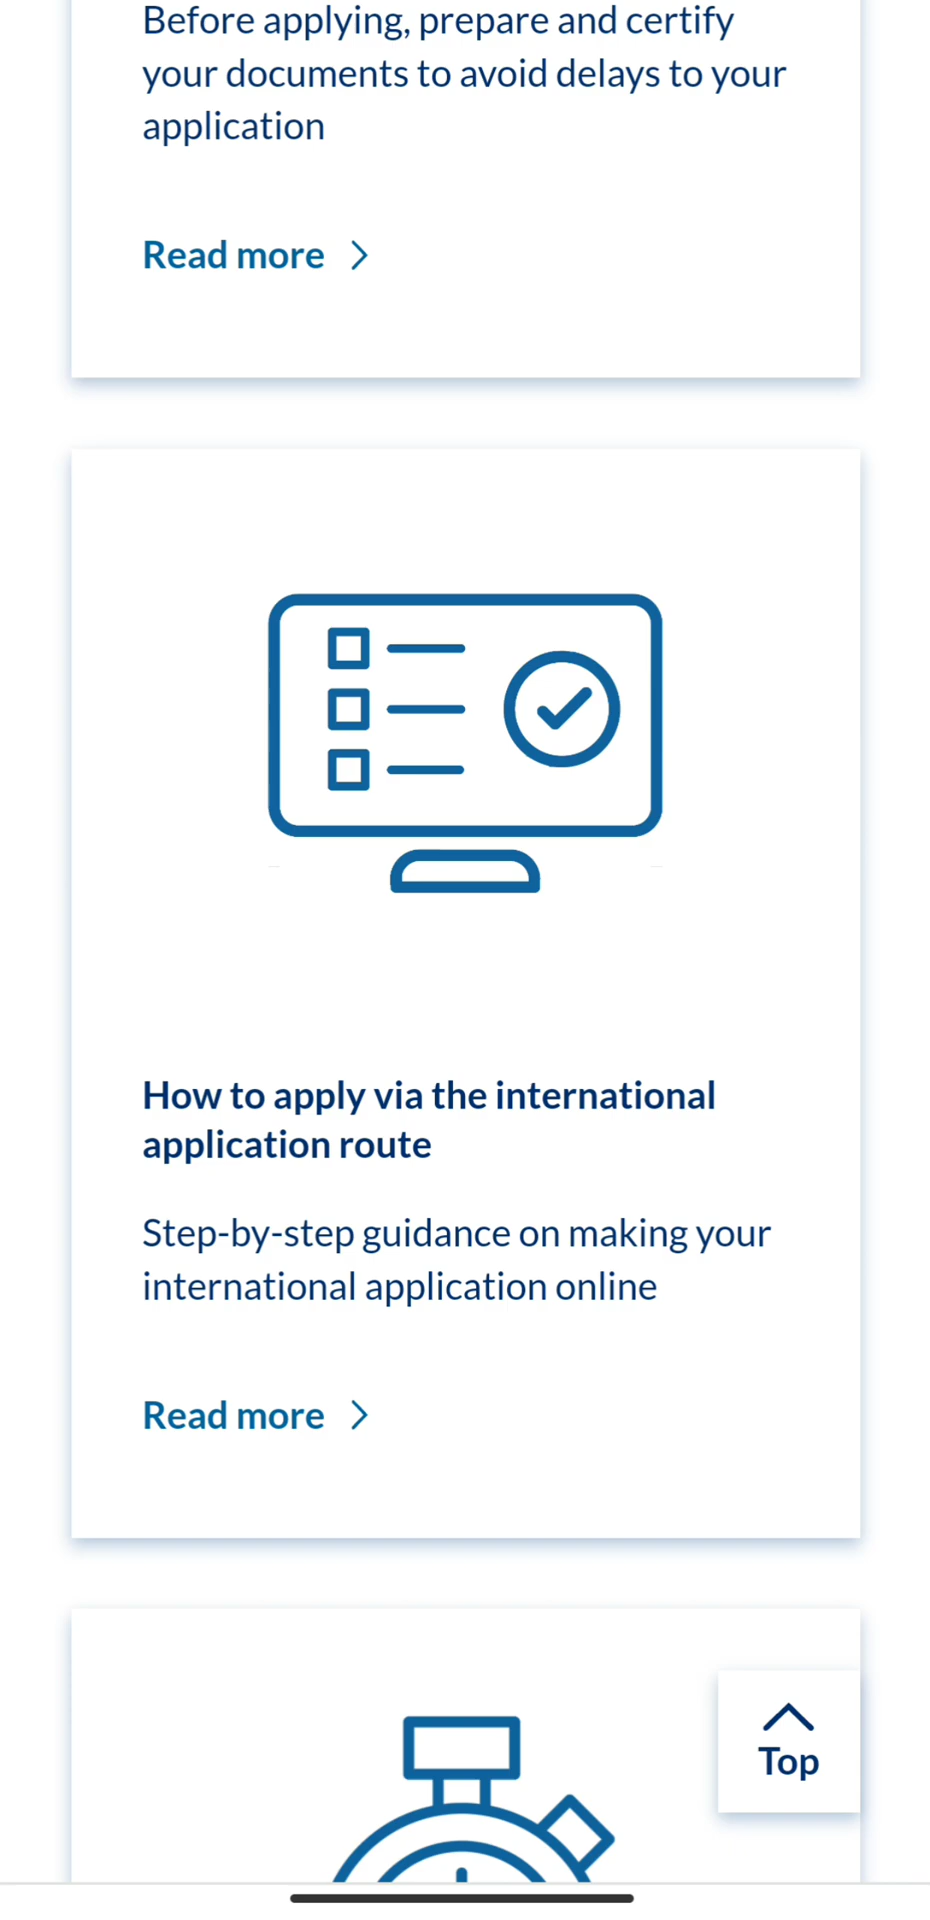 Before applying, prepare and certify
your documents to avoid delays to your
application
Read more
How to apply via the international
application route
Step-by-step guidance on making your
international application online
Read more
Top